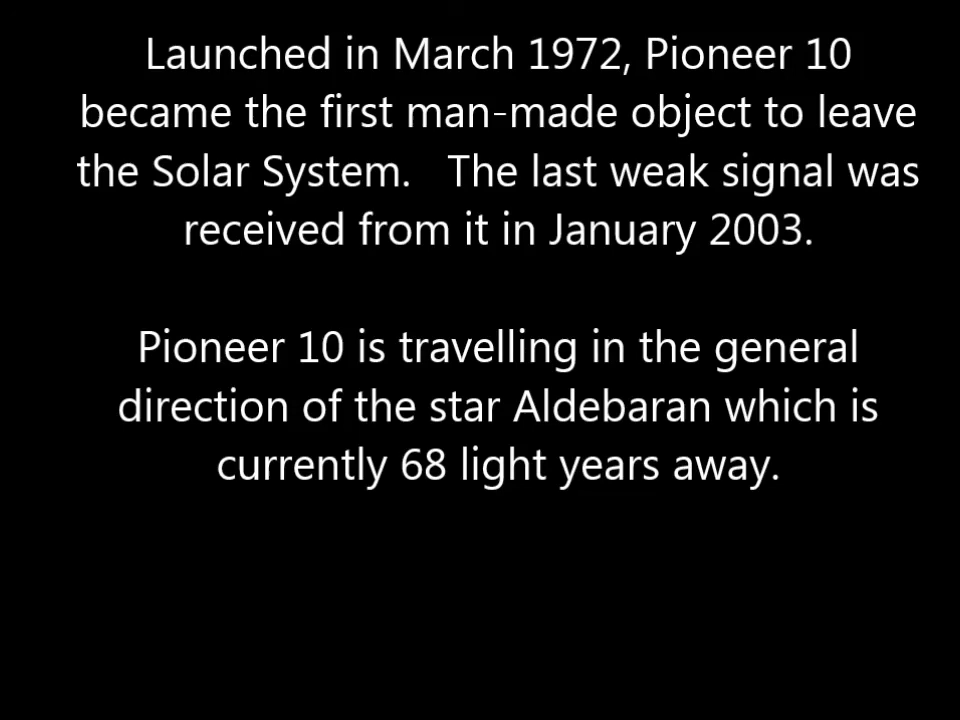 Launched in March 1972, Pioneer 10
became the first man-made object to leave
the Solar System.   The last weak signal was
received from it in January 2003.
Pioneer 10 is travelling in the general
direction of the star Aldebaran which is
currently 68 light years away.